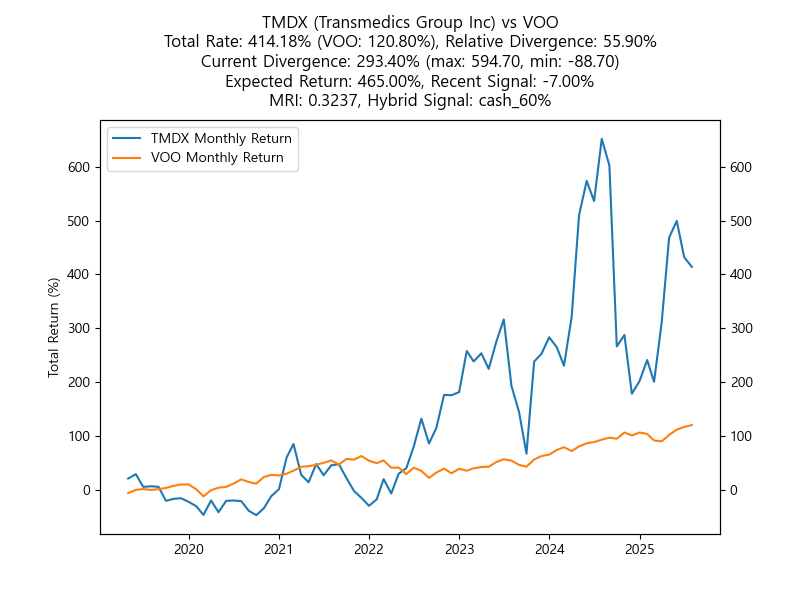 TMDX (Transmedics Group Inc) vs VOO
Total Rate: 414.18% (VOO: 120.80%), Relative Divergence: 55.90%
Current Divergence: 293.40% (max: 594.70, min: -88.70)
Expected Return: 465.00%, Recent Signal: -7.00%
MRI: 0.3237, Hybrid Signal: cash_60%
TMDX Monthly Return
VOO Monthly Return
600
500
400
300
200
100
0
Total Return (%)
600
500
400
300
200
100
0
2020 2021 2022 2023 2024 2025